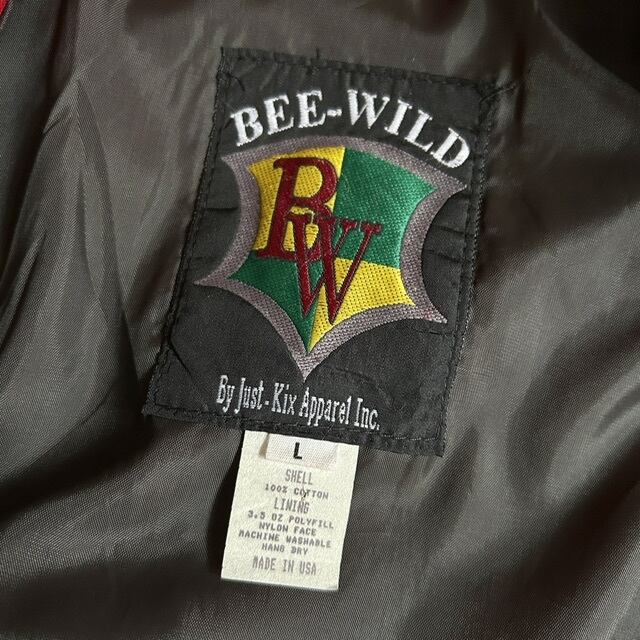 BEE-WILD
BW
By Just-Kix Apparel Inc.
L
SHELL
100% COTTON
LINING
3.5 OZ POLYFILL
NYLON FACE
MACHINE WASHABLE
HANG DRY
MADE IN USA